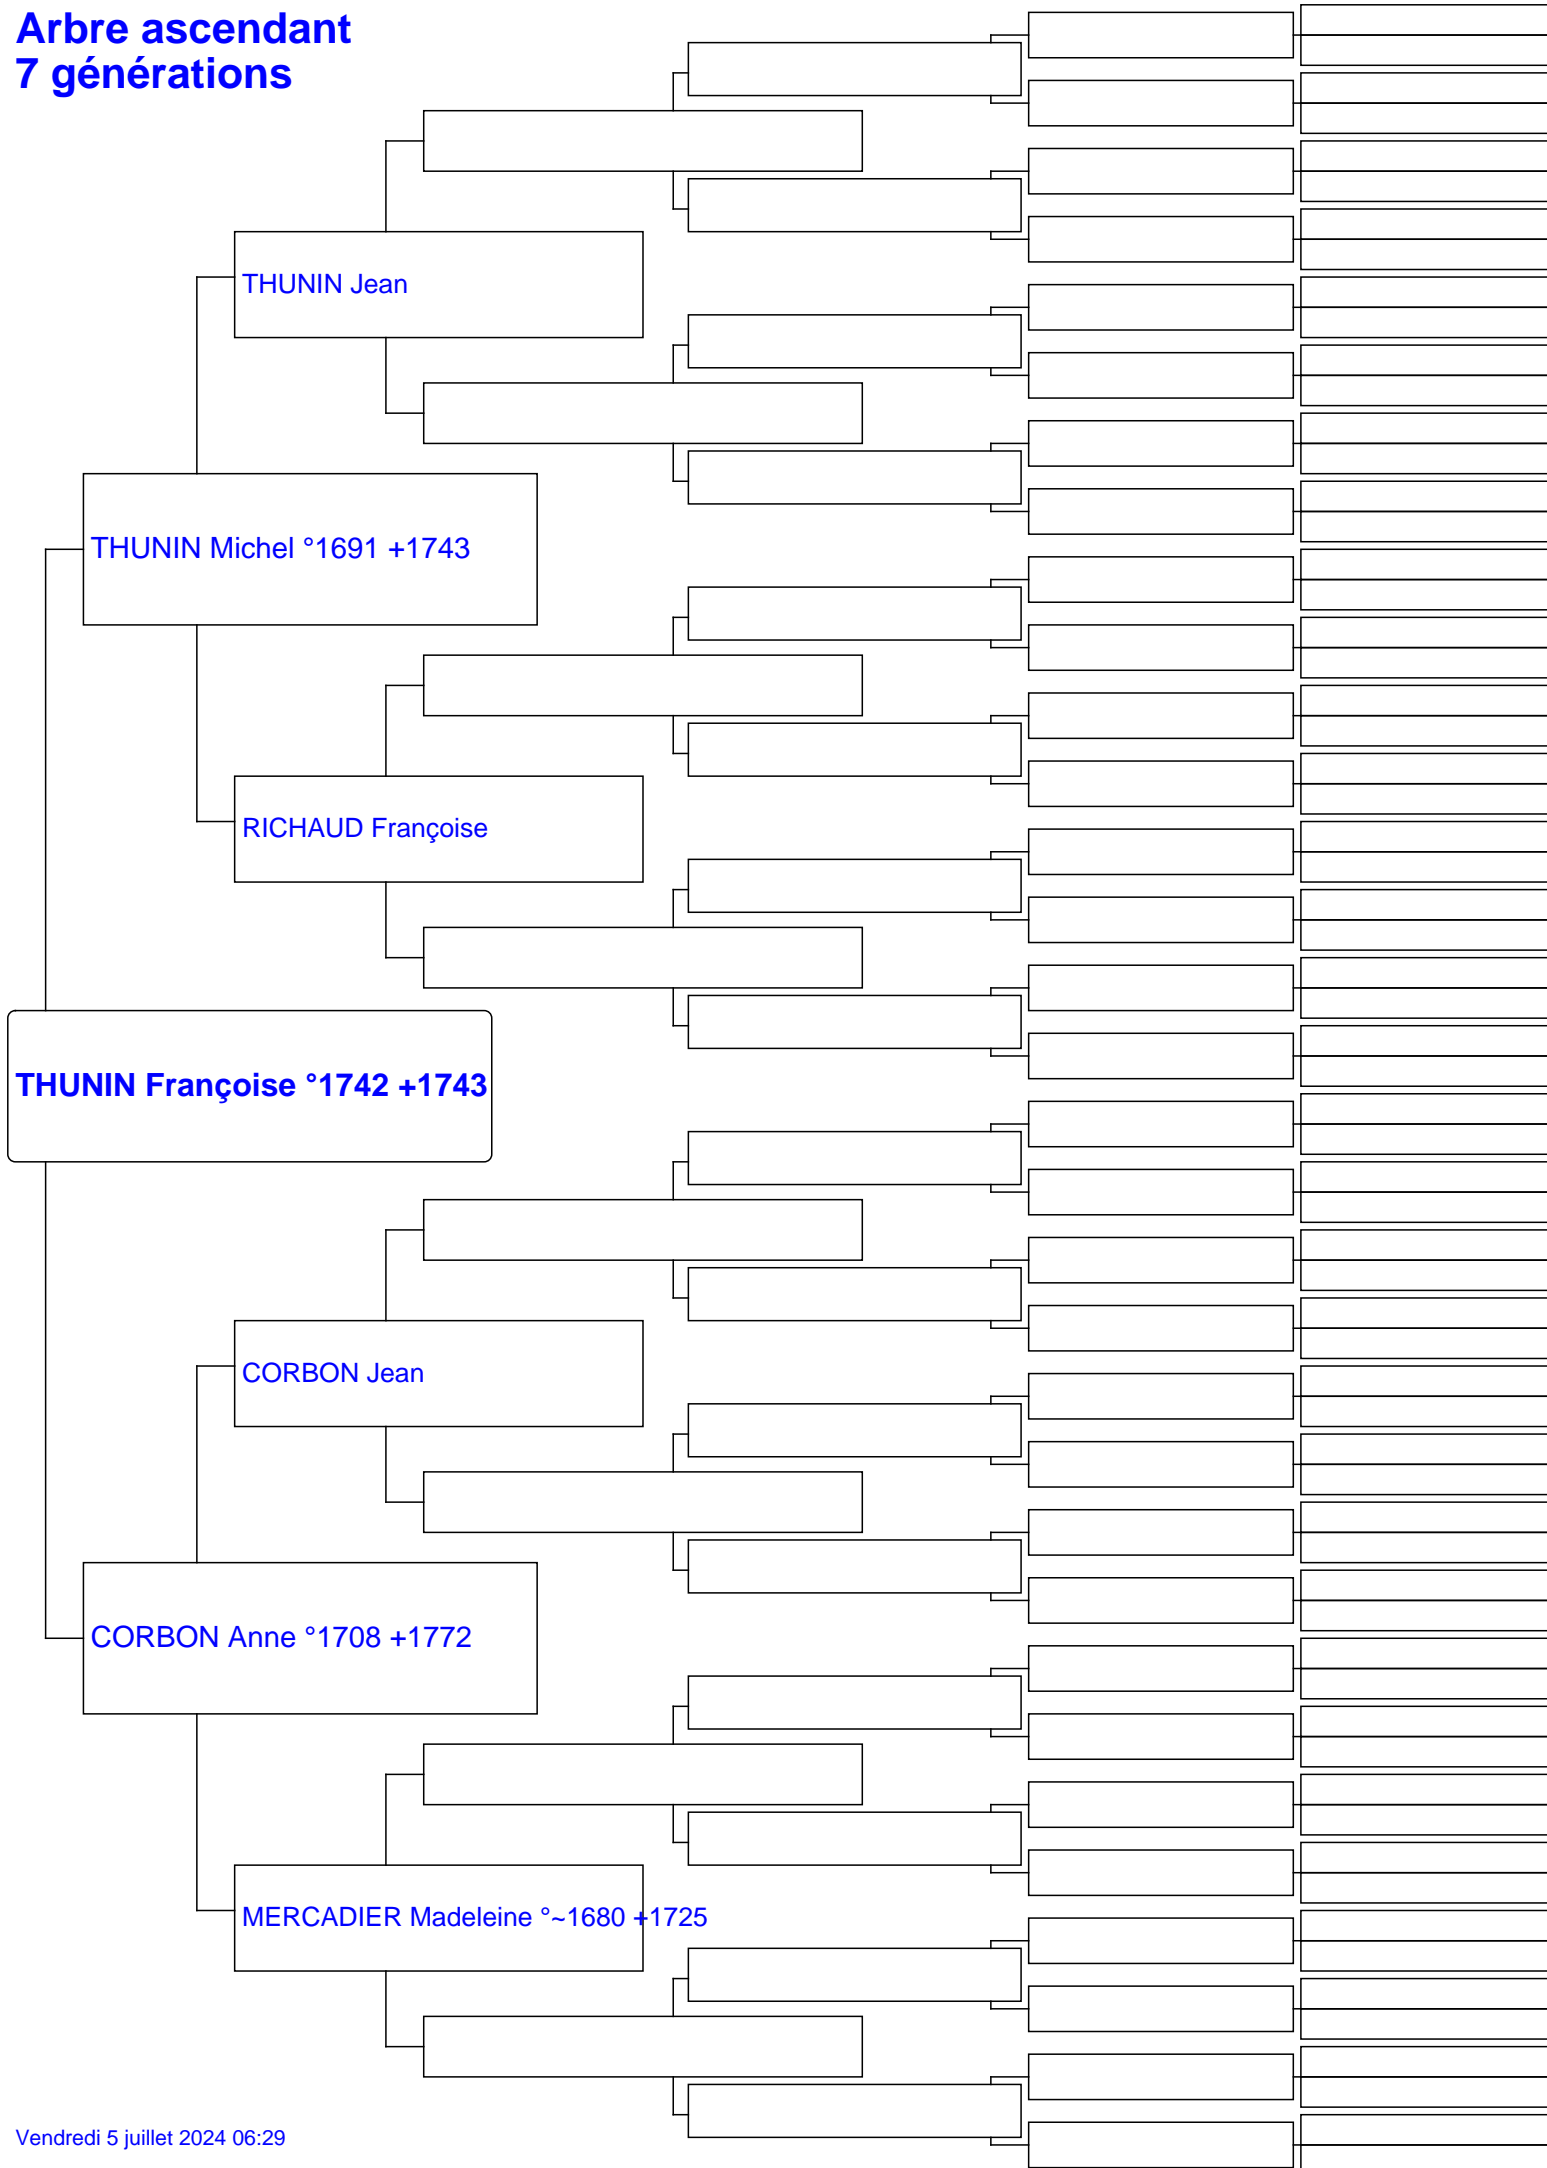 Arbre ascendant
7 générations
THUNIN Jean
THUNIN Michel °1691 +1743
RICHAUD Françoise
THUNIN Françoise °1742 +1743
CORBON Jean
CORBON Anne °1708 +1772
MERCADIER Madeleine °~1680 +1725
Vendredi 5 juillet 2024 06:29